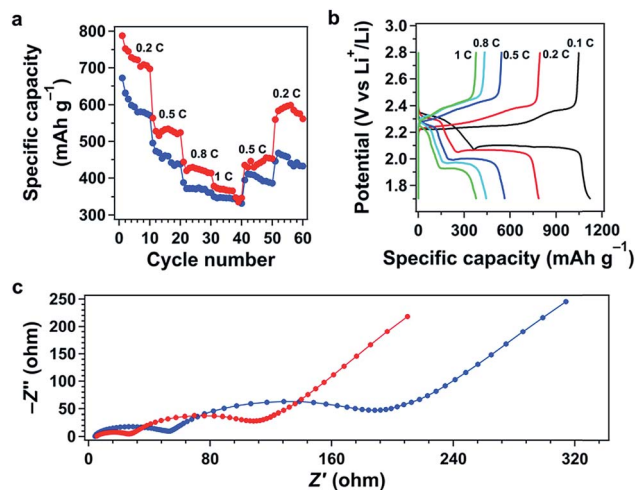 a
800
700
600
500
400
300
0.2 C
0.5 C
0.8 C
1 C
0.5 C
0.2 C
0 10 20 30 40 50 60
Cycle number
Specific capacity
(mAh g⁻¹)
b
3.0
2.8
2.6
2.4
2.2
2.0
1.8
1 C
0.8 C
0.5 C
0.2 C
0.1 C
0 300 600 900 1200
Specific capacity (mAh g⁻¹)
Potential (V vs Li⁺/Li)
c
250
200
150
100
50
0
0 80 160 240 320
Z′ (ohm)
–Z″ (ohm)